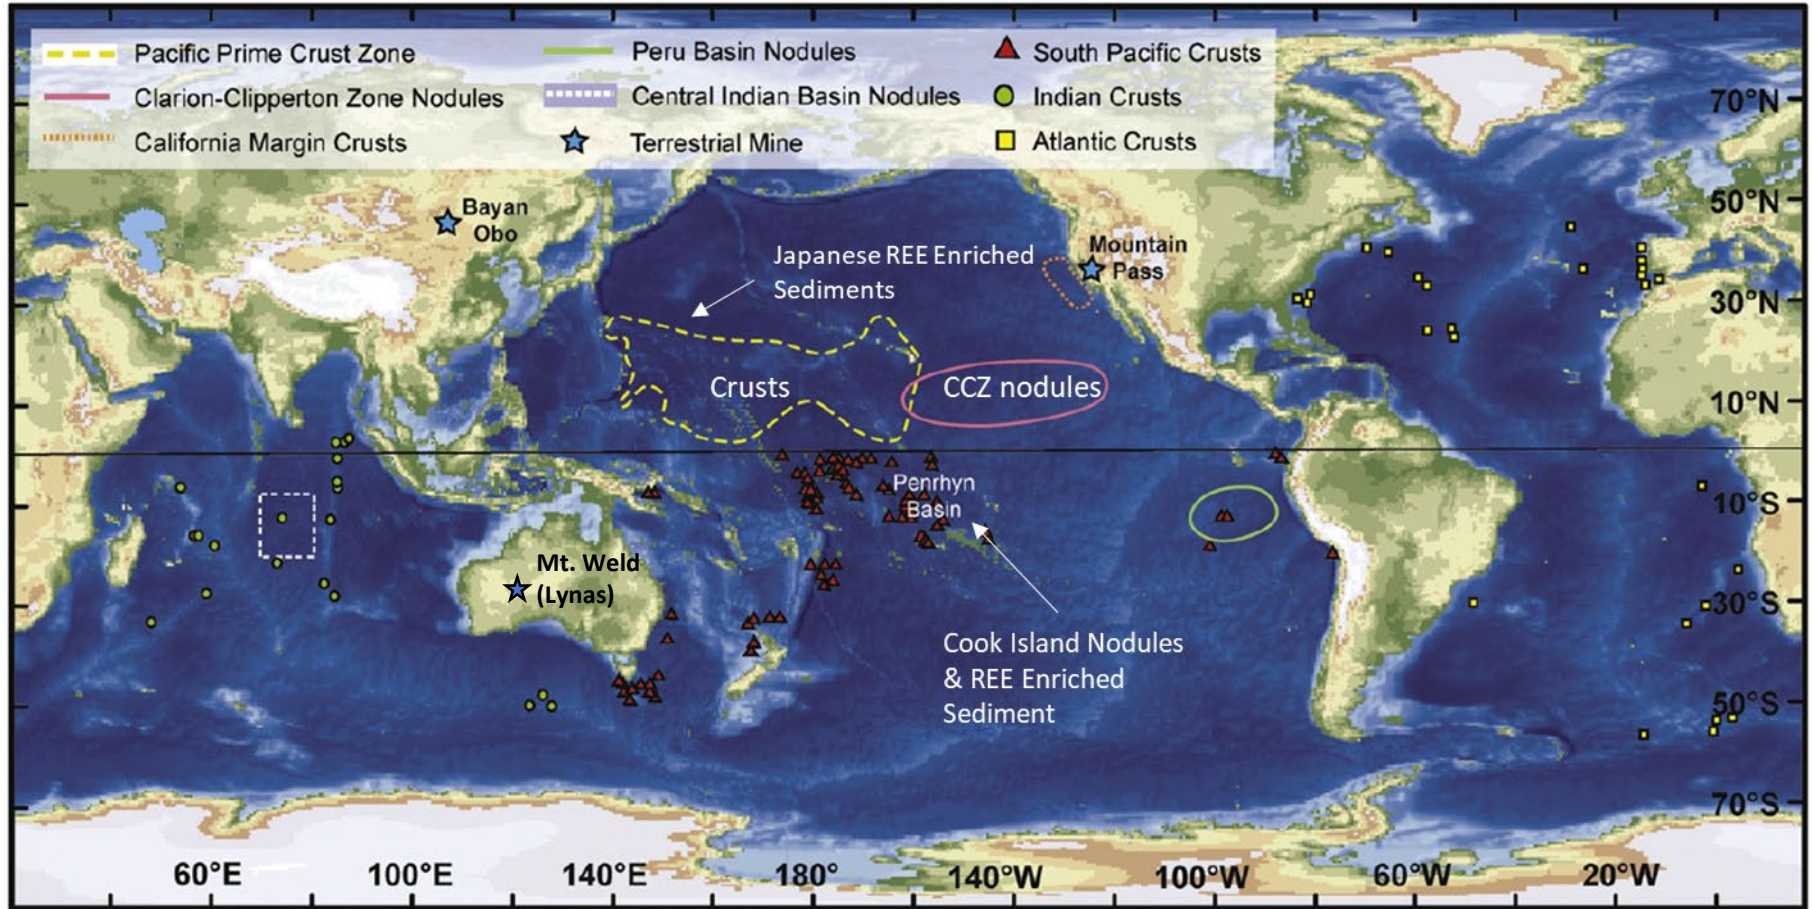 Pacific Prime Crust Zone
Clarion-Clipperton Zone Nodules
California Margin Crusts
Peru Basin Nodules
Central Indian Basin Nodules
Terrestrial Mine
South Pacific Crusts
Indian Crusts
Atlantic Crusts
70°N
50°N
30°N
10°N
10°S
30°S
50°S
70°S
Bayan
Obo
Japanese REE Enriched
Sediments
Mountain
Pass
Crusts
CCZ nodules
Penrhyn
Basin
Mt. Weld
(Lynas)
Cook Island Nodules
& REE Enriched
Sediment
60°E
100°E
140°E
180°
140°W
100°W
60°W
20°W